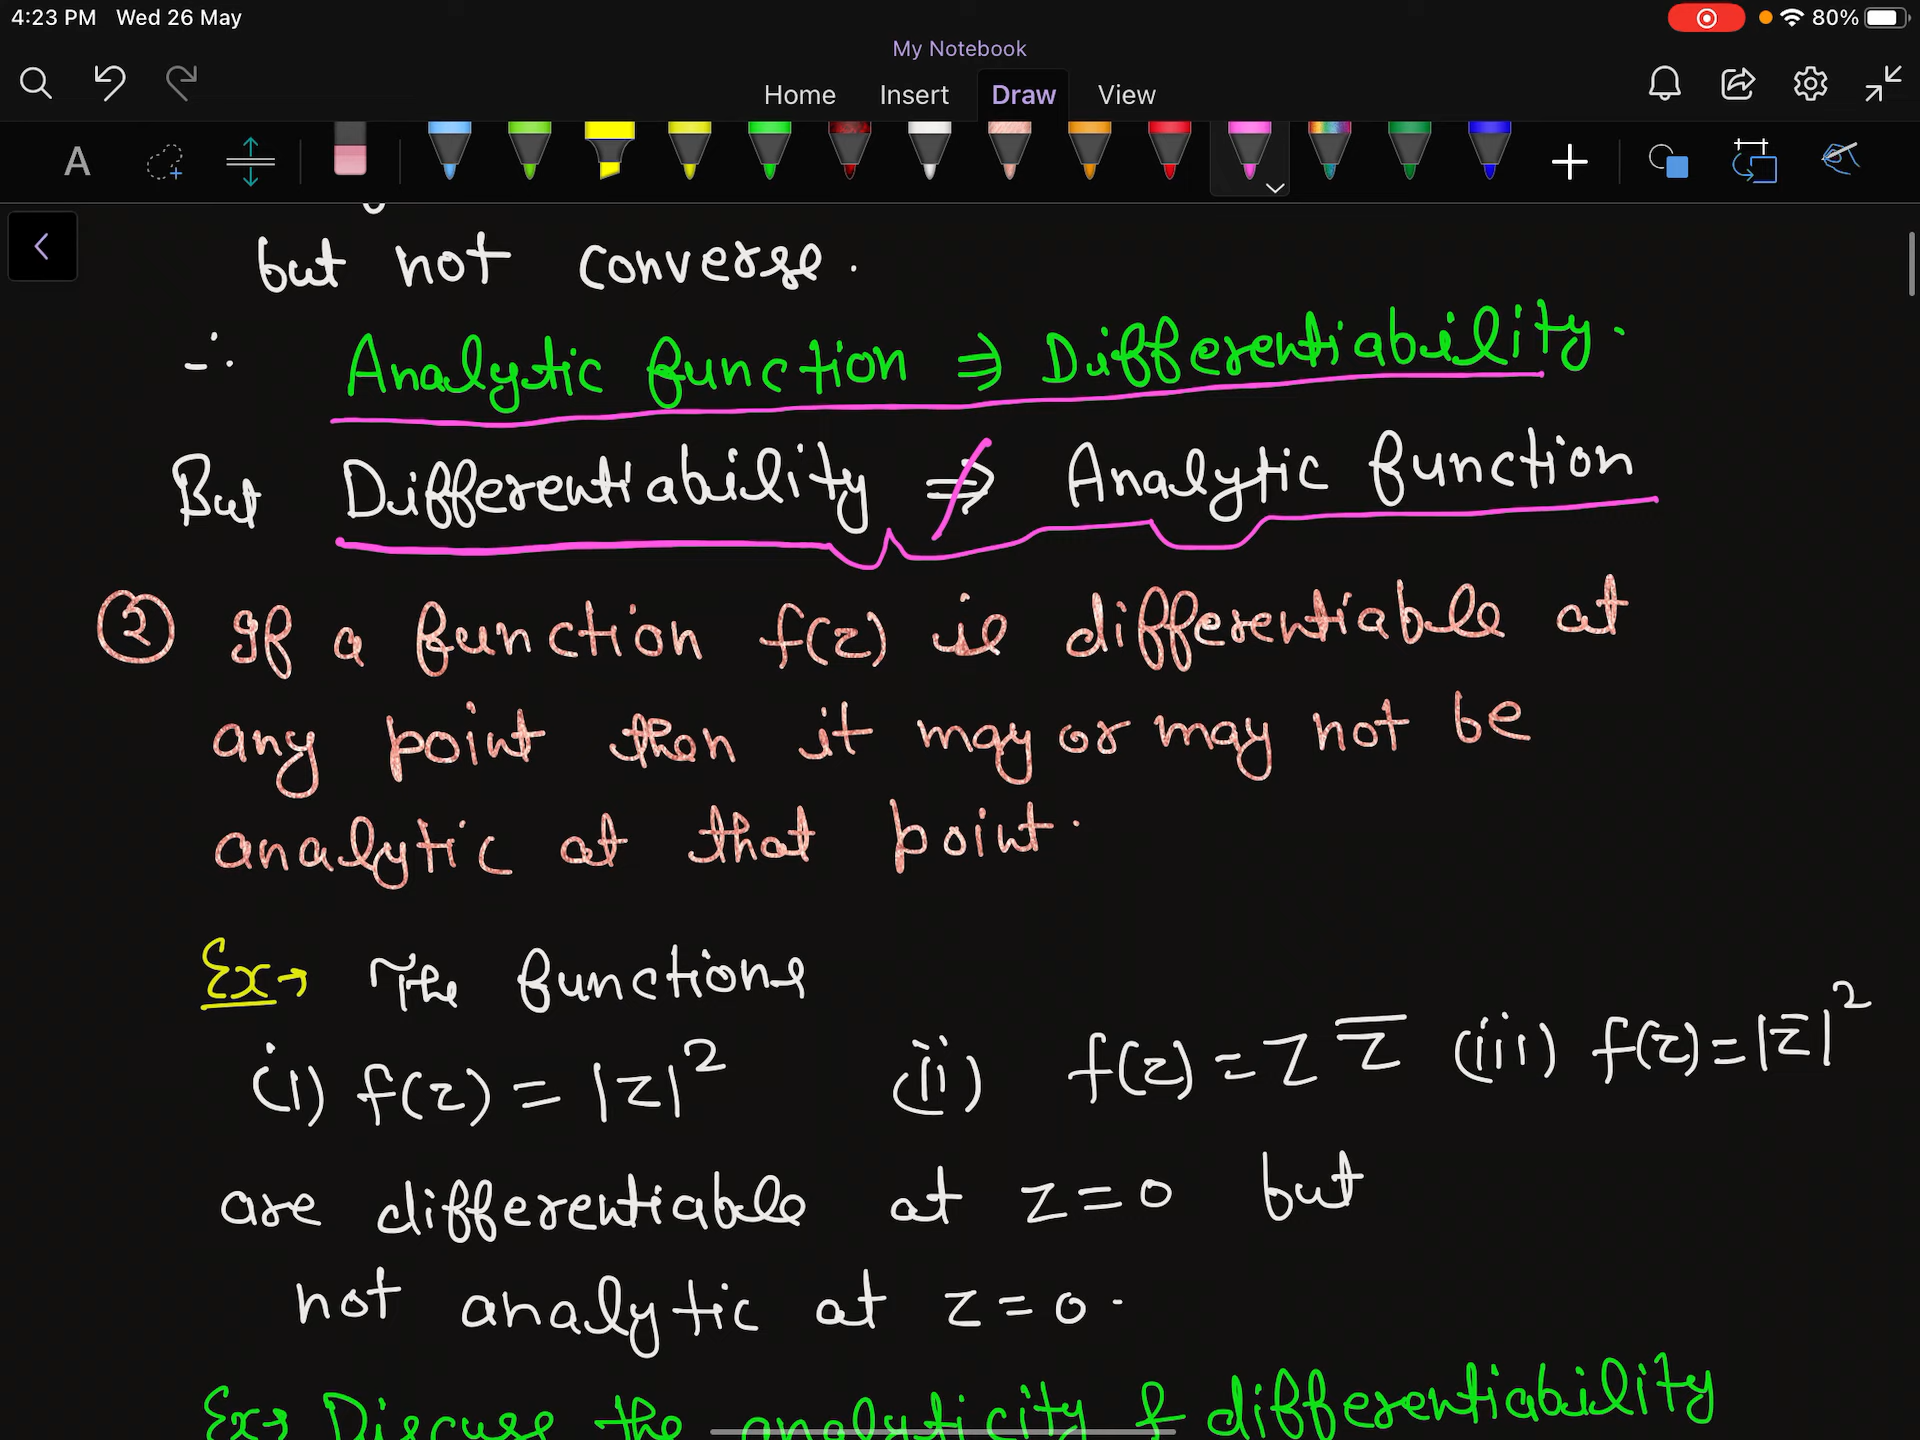 4:23 PM Wed 26 May
80%
My Notebook
Home Insert Draw View
A
but not converse.
∴ Analytic function ⇒ Differentiability.
But Differentiability ⇏ Analytic function
② If a function f(z) is differentiable at
any point then it may or may not be
analytic at that point.
Ex→ The functions
(i) f(z) = |z|² (ii) f(z) = z z̅ (iii) f(z) = |z̅|²
are differentiable at z = 0 but
not analytic at z = 0.
Ex→ Discuss the analyticity & differentiability